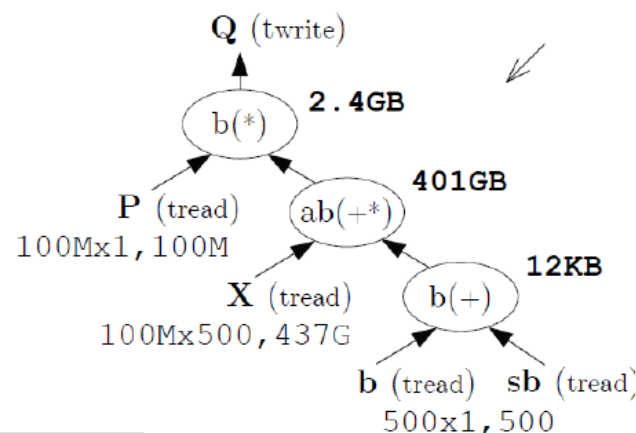 Q (twrite)
b(*) 2.4GB
P (tread) ab(+*) 401GB
100Mx1,100M
X (tread) b(+) 12KB
100Mx500,437G
b (tread) sb (tread)
500x1,500